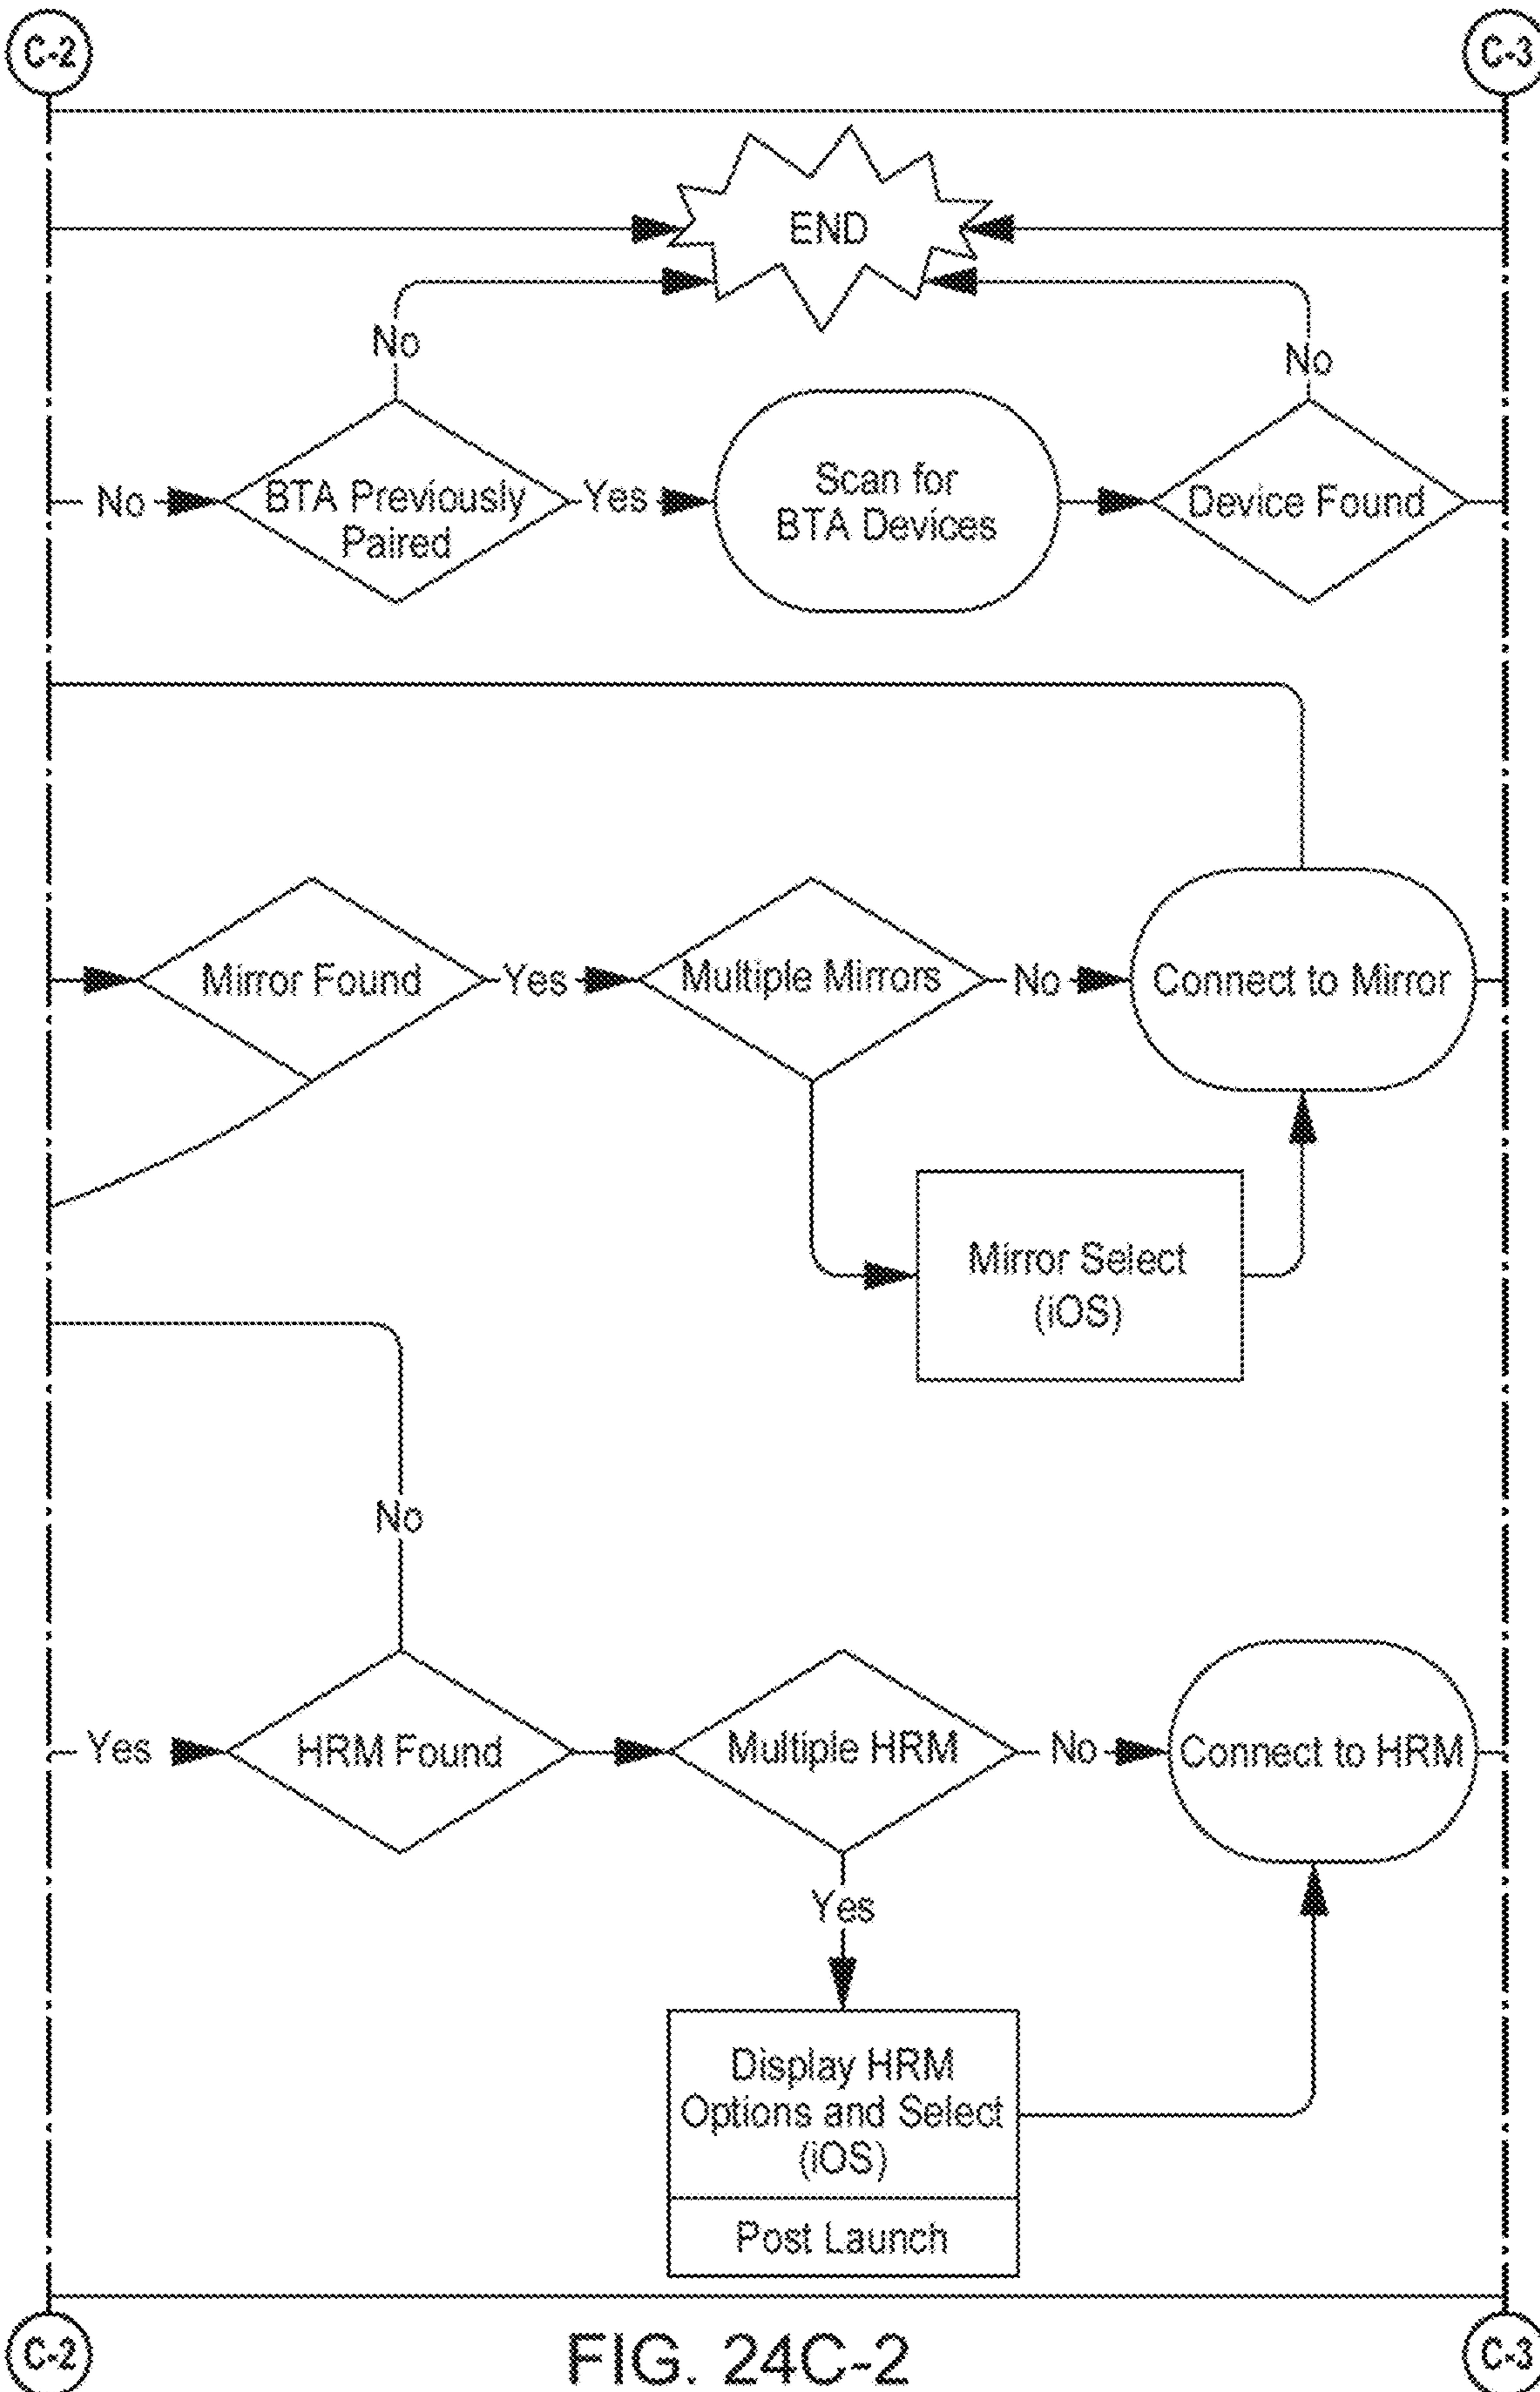 C-2
C-3
END
No
No
No
BTA Previously
Paired
Yes
Scan for
BTA Devices
Device Found
Mirror Found
Yes
Multiple Mirrors
No
Connect to Mirror
Mirror Select
(iOS)
No
Yes
HRM Found
Multiple HRM
No
Connect to HRM
Yes
Display HRM
Options and Select
(iOS)
Post Launch
C-2
FIG. 24C-2
C-3